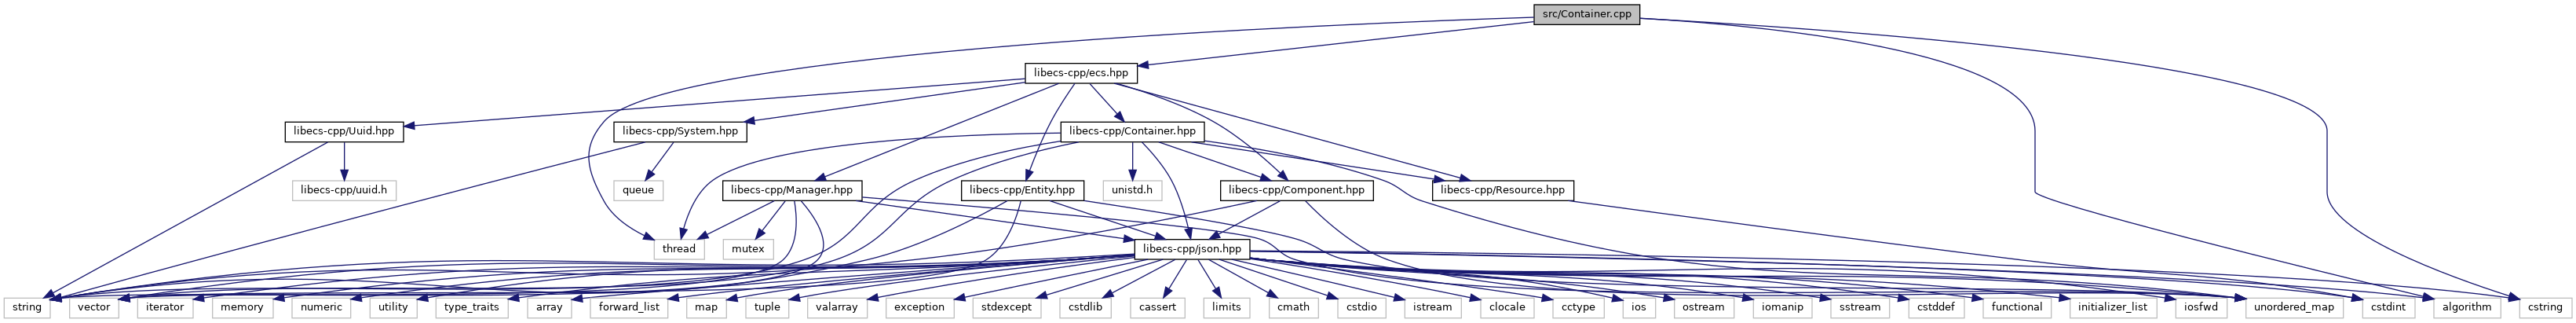 src/Container.cpp
libecs-cpp/ecs.hpp
libecs-cpp/Uuid.hpp
libecs-cpp/System.hpp
libecs-cpp/Container.hpp
libecs-cpp/uuid.h
queue
libecs-cpp/Manager.hpp
libecs-cpp/Entity.hpp
unistd.h
libecs-cpp/Component.hpp
libecs-cpp/Resource.hpp
thread
mutex
libecs-cpp/json.hpp
string
vector
iterator
memory
numeric
utility
type_traits
array
forward_list
map
tuple
valarray
exception
stdexcept
cstdlib
cassert
limits
cmath
cstdio
istream
clocale
cctype
ios
ostream
iomanip
sstream
cstddef
functional
initializer_list
iosfwd
unordered_map
cstdint
algorithm
cstring